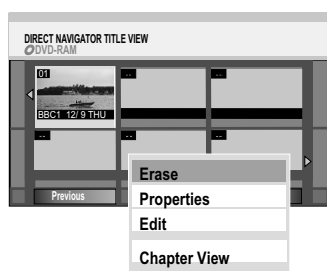 DIRECT NAVIGATOR TITLE VIEW
DVD-RAM
01 -- --
BBC1 12/ 9 THU
-- -- --
Previous
Erase
Properties
Edit
Chapter View